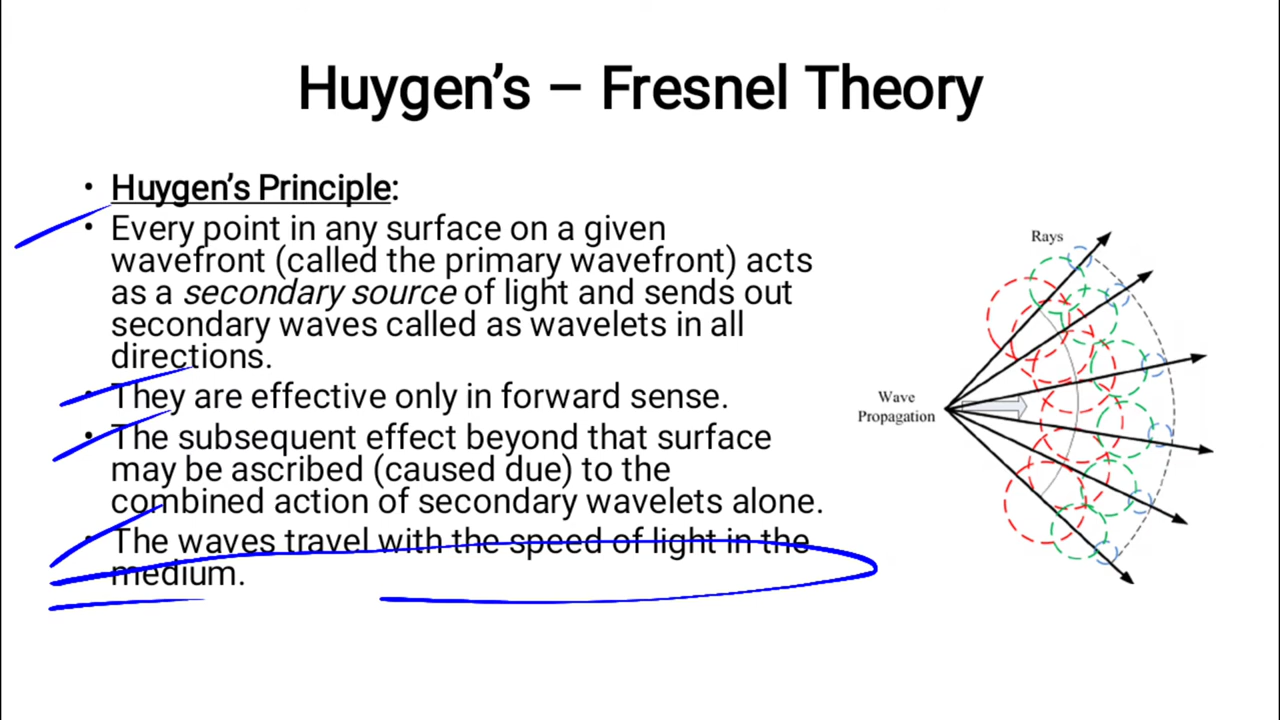 Huygen’s – Fresnel Theory
• Huygen’s Principle:
• Every point in any surface on a given
wavefront (called the primary wavefront) acts
as a secondary source of light and sends out
secondary waves called as wavelets in all
directions.
• They are effective only in forward sense.
• The subsequent effect beyond that surface
may be ascribed (caused due) to the
combined action of secondary wavelets alone.
• The waves travel with the speed of light in the
medium.
Rays
Wave
Propagation